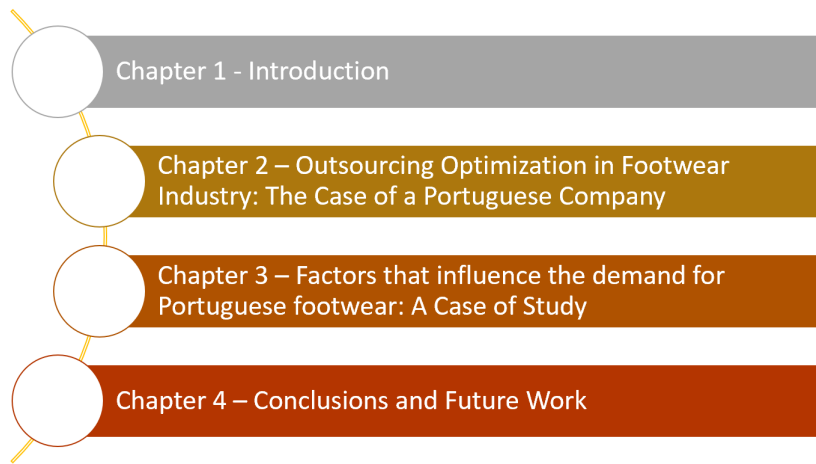 Chapter 1 - Introduction
Chapter 2 – Outsourcing Optimization in Footwear
Industry: The Case of a Portuguese Company
Chapter 3 – Factors that influence the demand for
Portuguese footwear: A Case of Study
Chapter 4 – Conclusions and Future Work